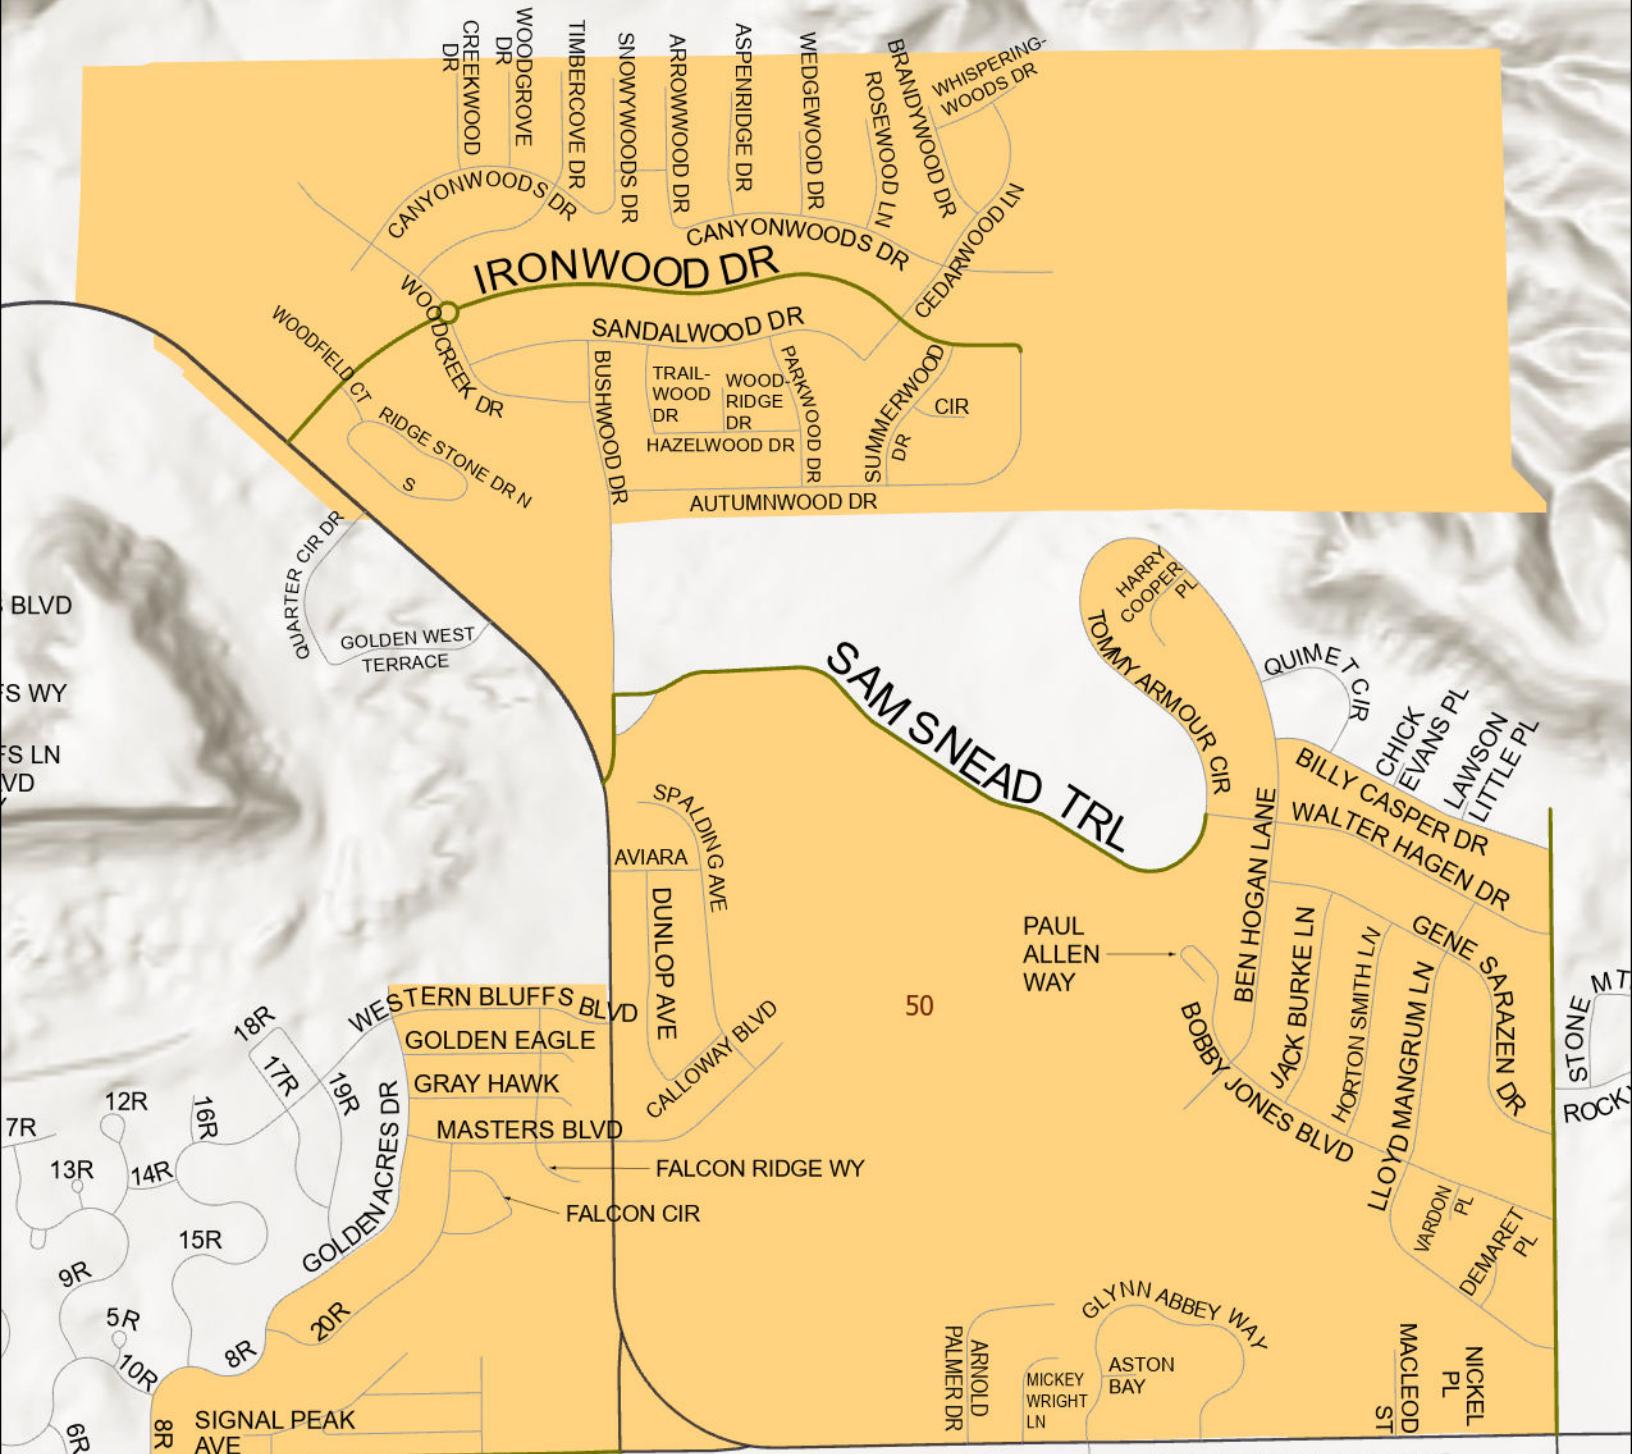 CREEKWOOD
DR
WOODGROVE
DR
TIMBERCOVE DR
SNOWYWOODS DR
ARROWWOOD DR
ASPENRIDGE DR
WEDGEWOOD DR
ROSEWOOD LN
BRANDYWOOD DR
WHISPERING-
WOODS DR
CANYONWOODS DR
CANYONWOODS DR
CEDARWOOD LN
IRONWOOD DR
WOODCREEK DR
WOODFIELD CT
SANDALWOOD DR
BUSHWOOD DR
TRAIL-
WOOD
DR
WOOD-
RIDGE
DR
PARKWOOD DR
HAZELWOOD DR
SUMMERWOOD
DR
CIR
RIDGE STONE DR N
S
AUTUMNWOOD DR
QUARTER CIR DR
GOLDEN WEST
TERRACE
BLVD
FS WY
FS LN
VD
HARRY
COOPER
PL
TOMMY ARMOUR CIR
QUIMET CIR
SAM SNEAD TRL
CHICK
EVANS PL
LAWSON
LITTLE PL
BILLY CASPER DR
WALTER HAGEN DR
BEN HOGAN LANE
SPALDING AVE
AVIARA
DUNLOP AVE
CALLOWAY BLVD
PAUL
ALLEN
WAY
50
GENE SARAZEN DR
JACK BURKE LN
HORTON SMITH LN
LLOYD MANGRUM LN
BOBBY JONES BLVD
STONE
MT
ROCK
WESTERN BLUFFS BLVD
GOLDEN EAGLE
GRAY HAWK
MASTERS BLVD
GOLDEN ACRES DR
FALCON RIDGE WY
FALCON CIR
18R
17R
19R
16R
12R
7R
13R
14R
15R
9R
5R
10R
8R
20R
6R
8R
SIGNAL PEAK
AVE
VARDON
PL
DEMARET
PL
GLYNN ABBEY WAY
ARNOLD
PALMER DR
MICKEY
WRIGHT
LN
ASTON
BAY
MACLEOD
ST
NICKEL
PL